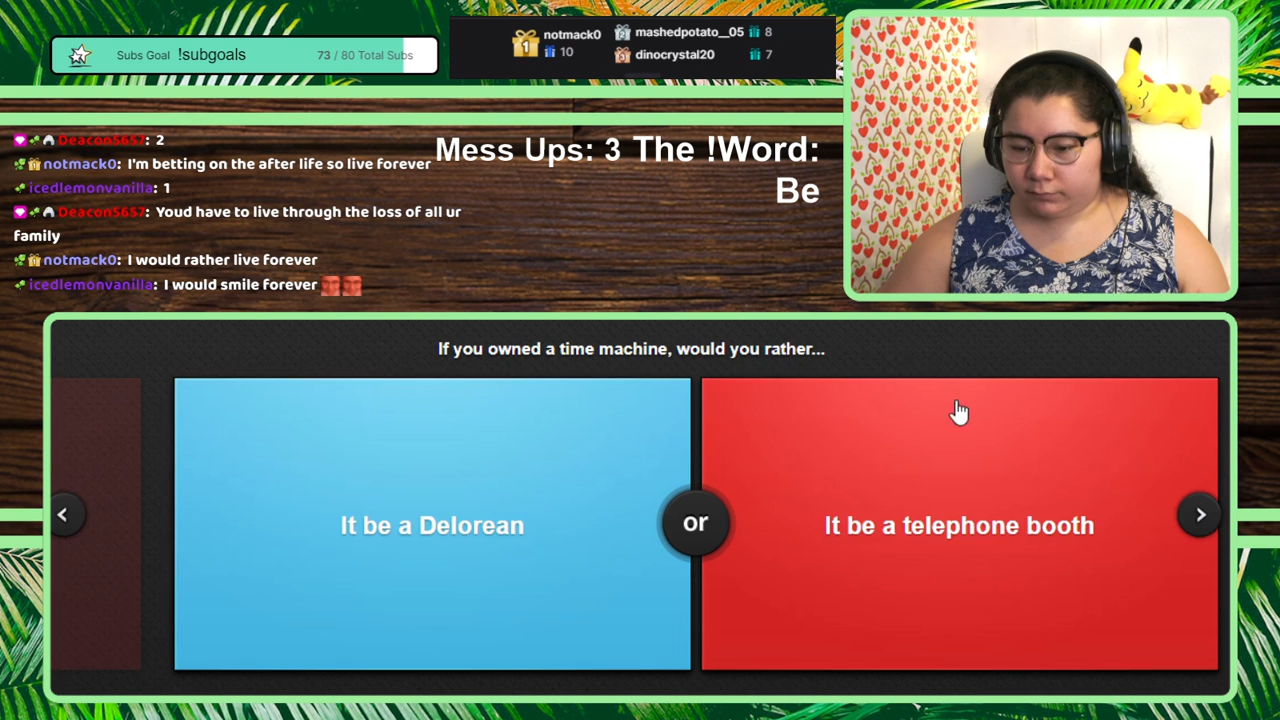 Subs Goal !subgoals 73 / 80 Total Subs
1 notmack0 10
2 mashedpotato__05 8
3 dinocrystal20 7
Deacon5657: 2
notmack0: I'm betting on the after life so live forever
icedlemonvanilla: 1
Deacon5657: Youd have to live through the loss of all ur
family
notmack0: I would rather live forever
icedlemonvanilla: I would smile forever
Mess Ups: 3 The !Word:
Be
If you owned a time machine, would you rather...
It be a Delorean
or
It be a telephone booth